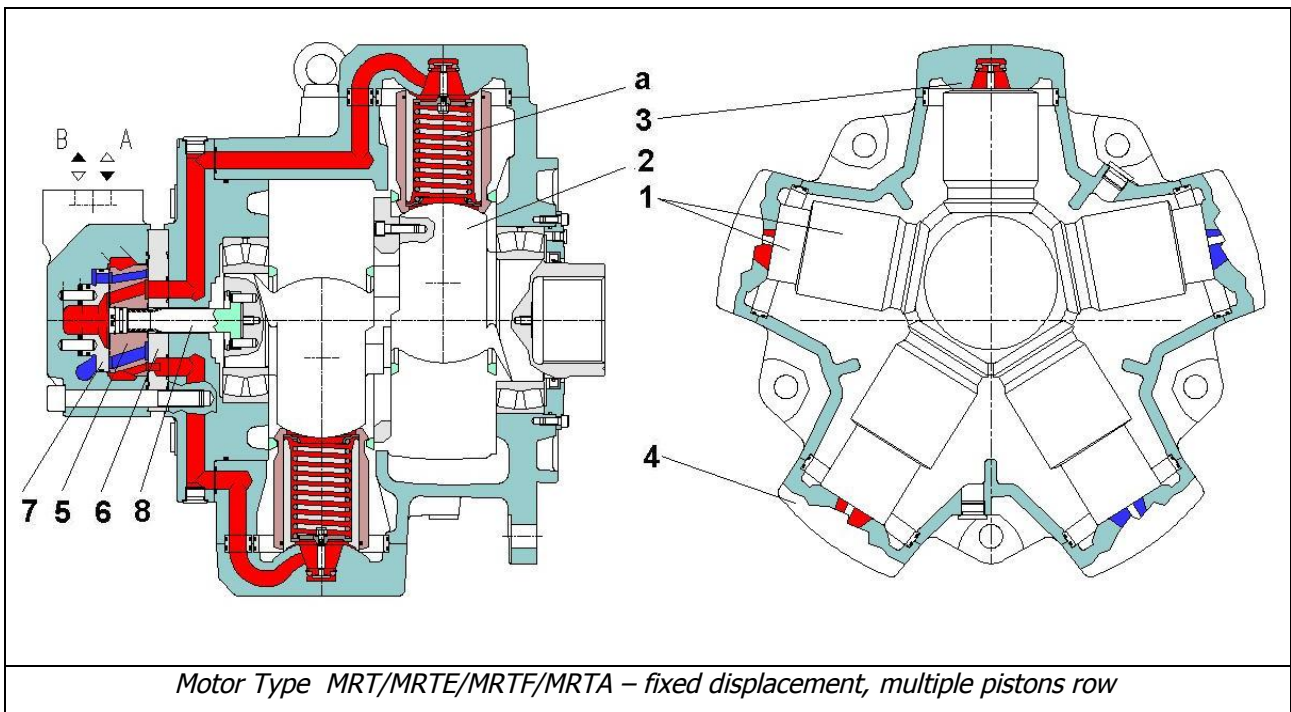 B A
a
3
2
1
4
7 5 6 8
Motor Type MRT/MRTE/MRTF/MRTA – fixed displacement, multiple pistons row